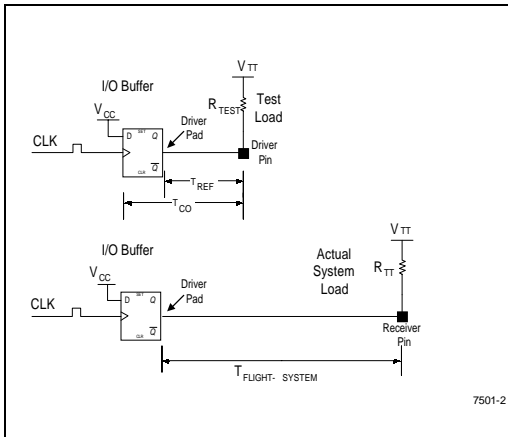 V TT
I/O Buffer
R TEST
Test
Load
V CC
Driver
Pad
SET
D Q
CLK
Driver
Pin
Q
CLR
T REF
T CO
V TT
I/O Buffer
Actual
System
Load
R TT
V CC
Driver
Pad
SET
D Q
CLK
Q
CLR
Receiver
Pin
T FLIGHT- SYSTEM
7501-2